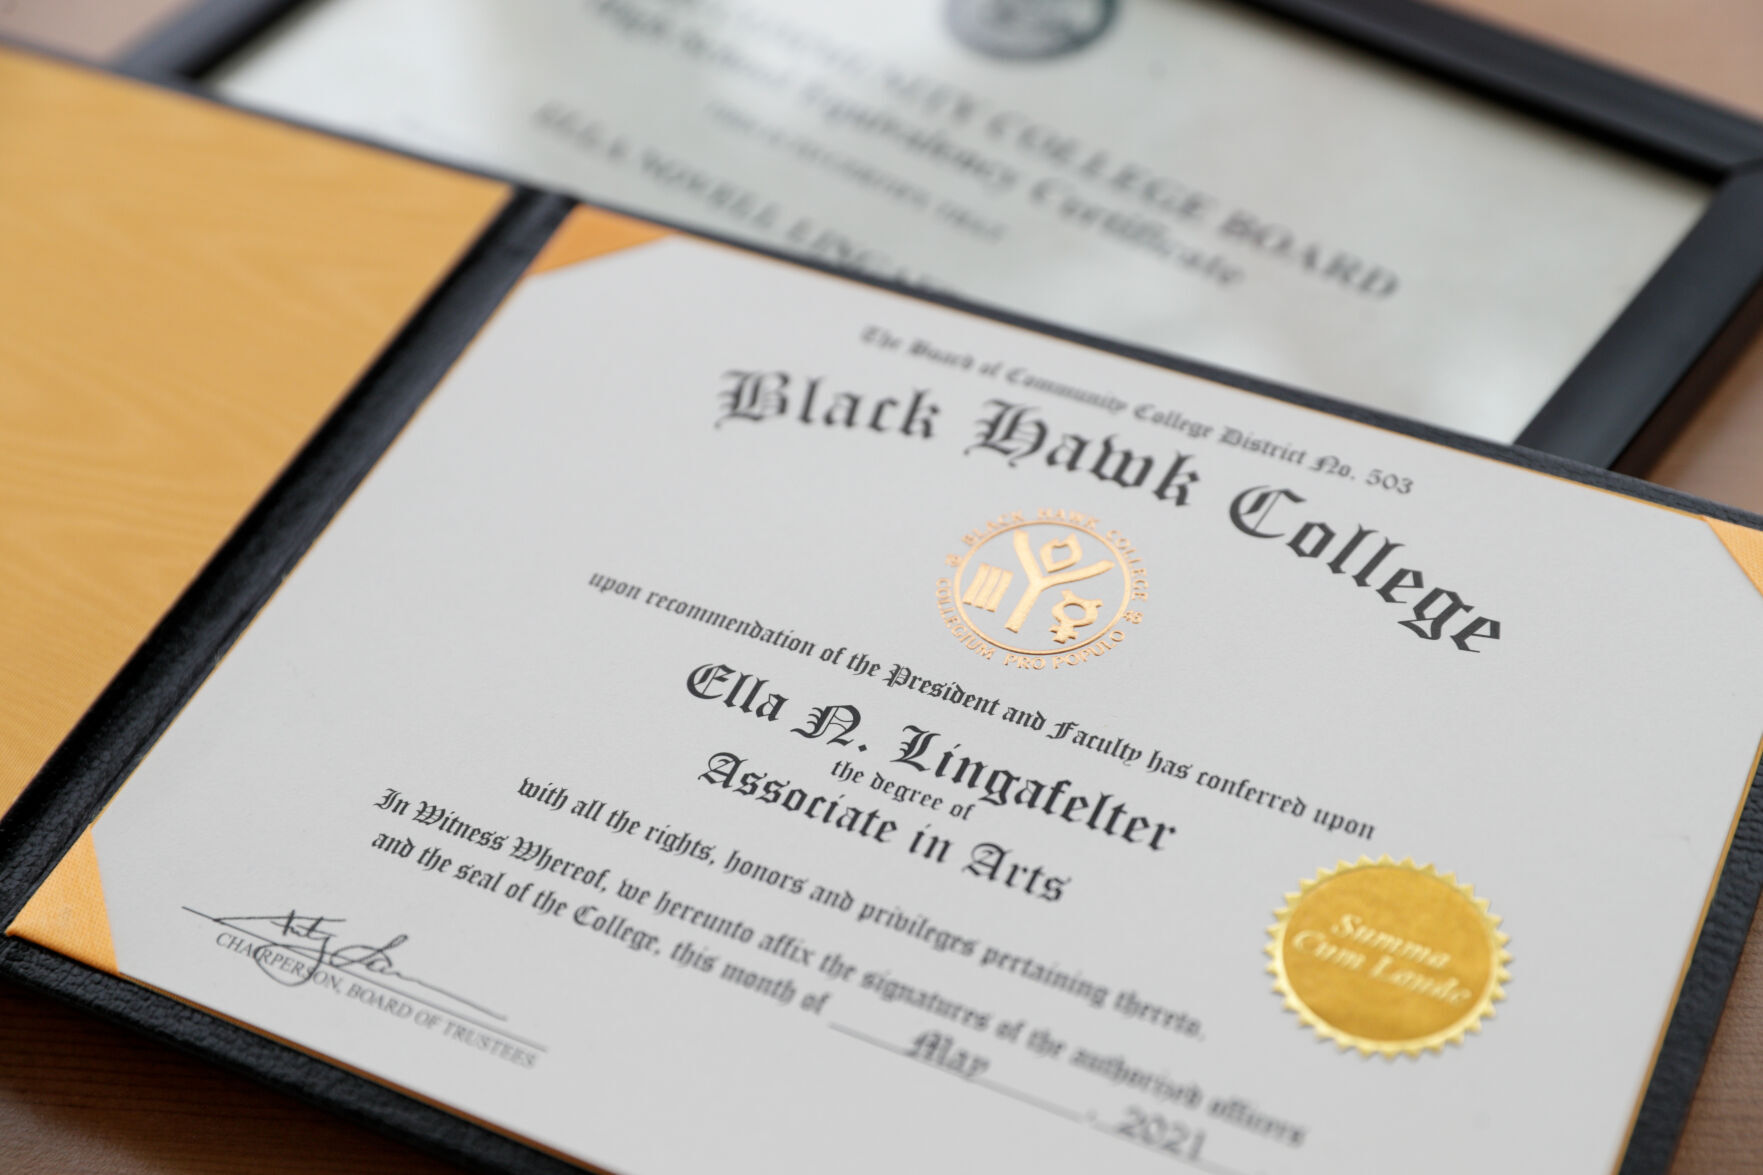 COMMUNITY COLLEGE BOARD
High School Equivalency Certificate
The Board of Community College District No. 503
Black Hawk College
BLACK HAWK COLLEGE
COLLEGIUM PRO POPULO
upon recommendation of the President and Faculty has conferred upon
Ella N. Lingafelter
the degree of
Associate in Arts
with all the rights, honors and privileges pertaining thereto.
In Witness Whereof, we hereunto affix the signatures of the authorized officers
and the seal of the College, this month of May, 2021
Summa
Cum Laude
CHAIRPERSON, BOARD OF TRUSTEES